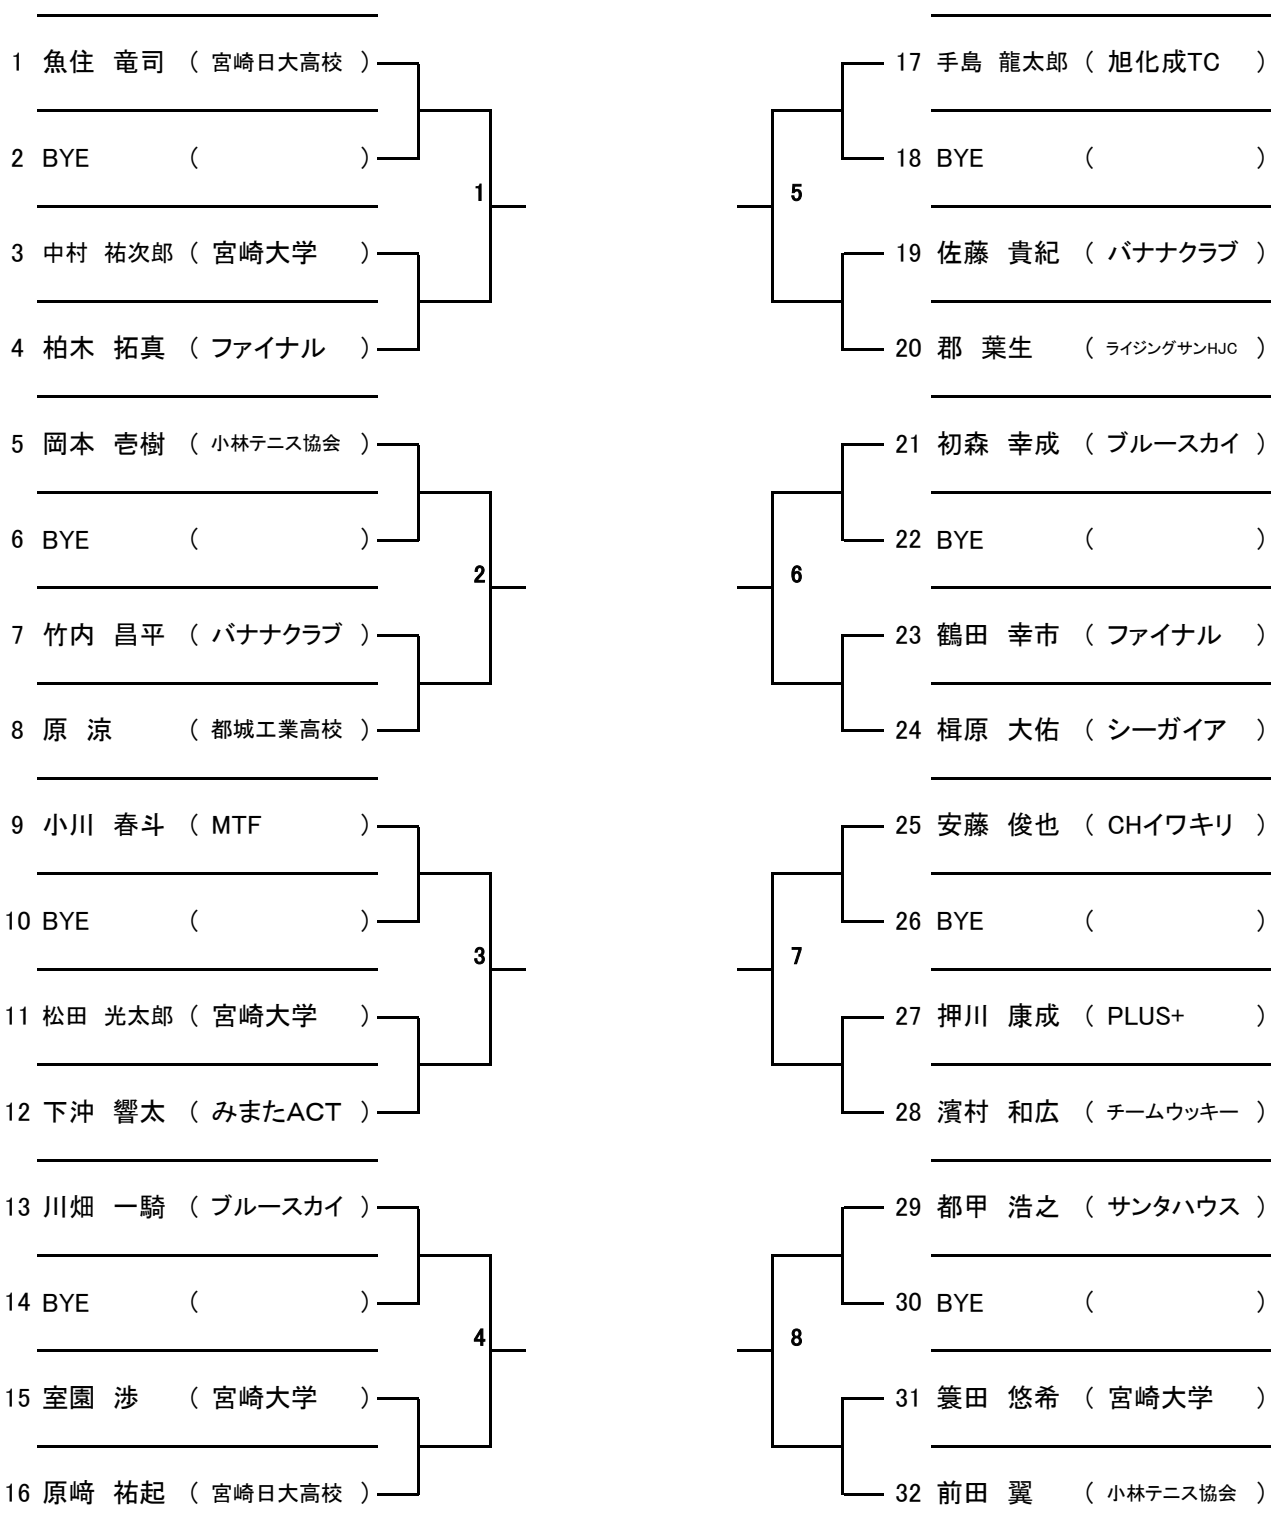 1 魚住 竜司 ( 宮崎日大高校 )
2 BYE ( )
1
3 中村 祐次郎 ( 宮崎大学 )
4 柏木 拓真 ( ファイナル )
5 岡本 壱樹 ( 小林テニス協会 )
6 BYE ( )
2
7 竹内 昌平 ( バナナクラブ )
8 原 涼 ( 都城工業高校 )
9 小川 春斗 ( MTF )
10 BYE ( )
3
11 松田 光太郎 ( 宮崎大学 )
12 下沖 響太 ( みまたACT )
13 川畑 一騎 ( ブルースカイ )
14 BYE ( )
4
15 室園 渉 ( 宮崎大学 )
16 原﨑 祐起 ( 宮崎日大高校 )
17 手島 龍太郎 ( 旭化成TC )
18 BYE ( )
5
19 佐藤 貴紀 ( バナナクラブ )
20 郡 葉生 ( ライジングサンHJC )
21 初森 幸成 ( ブルースカイ )
22 BYE ( )
6
23 鶴田 幸市 ( ファイナル )
24 楫原 大佑 ( シーガイア )
25 安藤 俊也 ( CHイワキリ )
26 BYE ( )
7
27 押川 康成 ( PLUS+ )
28 濱村 和広 ( チームウッキー )
29 都甲 浩之 ( サンタハウス )
30 BYE ( )
8
31 簑田 悠希 ( 宮崎大学 )
32 前田 翼 ( 小林テニス協会 )